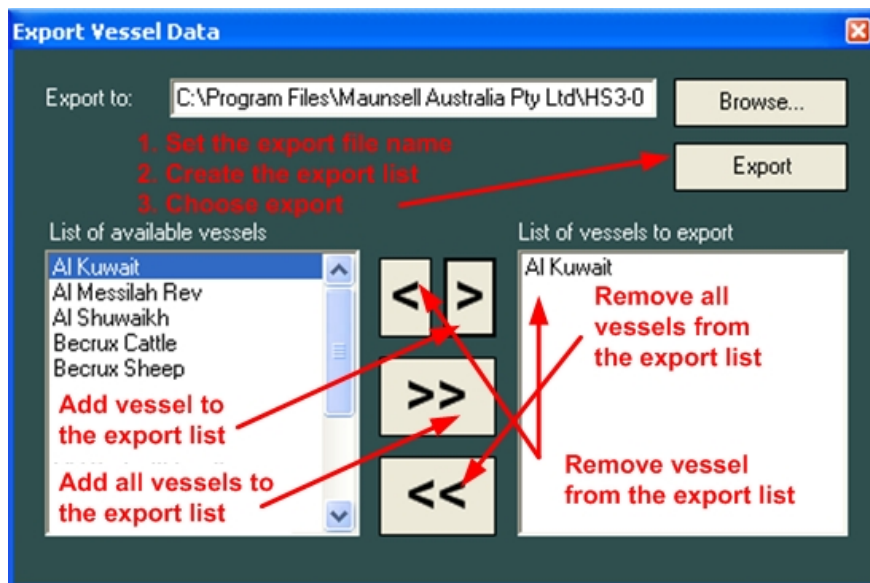 Export Vessel Data
Export to:
C:\Program Files\Maunsell Australia Pty Ltd\HS3-0
Browse...
1. Set the export file name
2. Create the export list
3. Choose export
Export
List of available vessels
List of vessels to export
Al Kuwait
Al Messilah Rev
Al Shuwaikh
Becrux Cattle
Becrux Sheep
Add vessel to
the export list
Add all vessels to
the export list
<
>
>>
<<
Al Kuwait
Remove all
vessels from
the export list
Remove vessel
from the export list